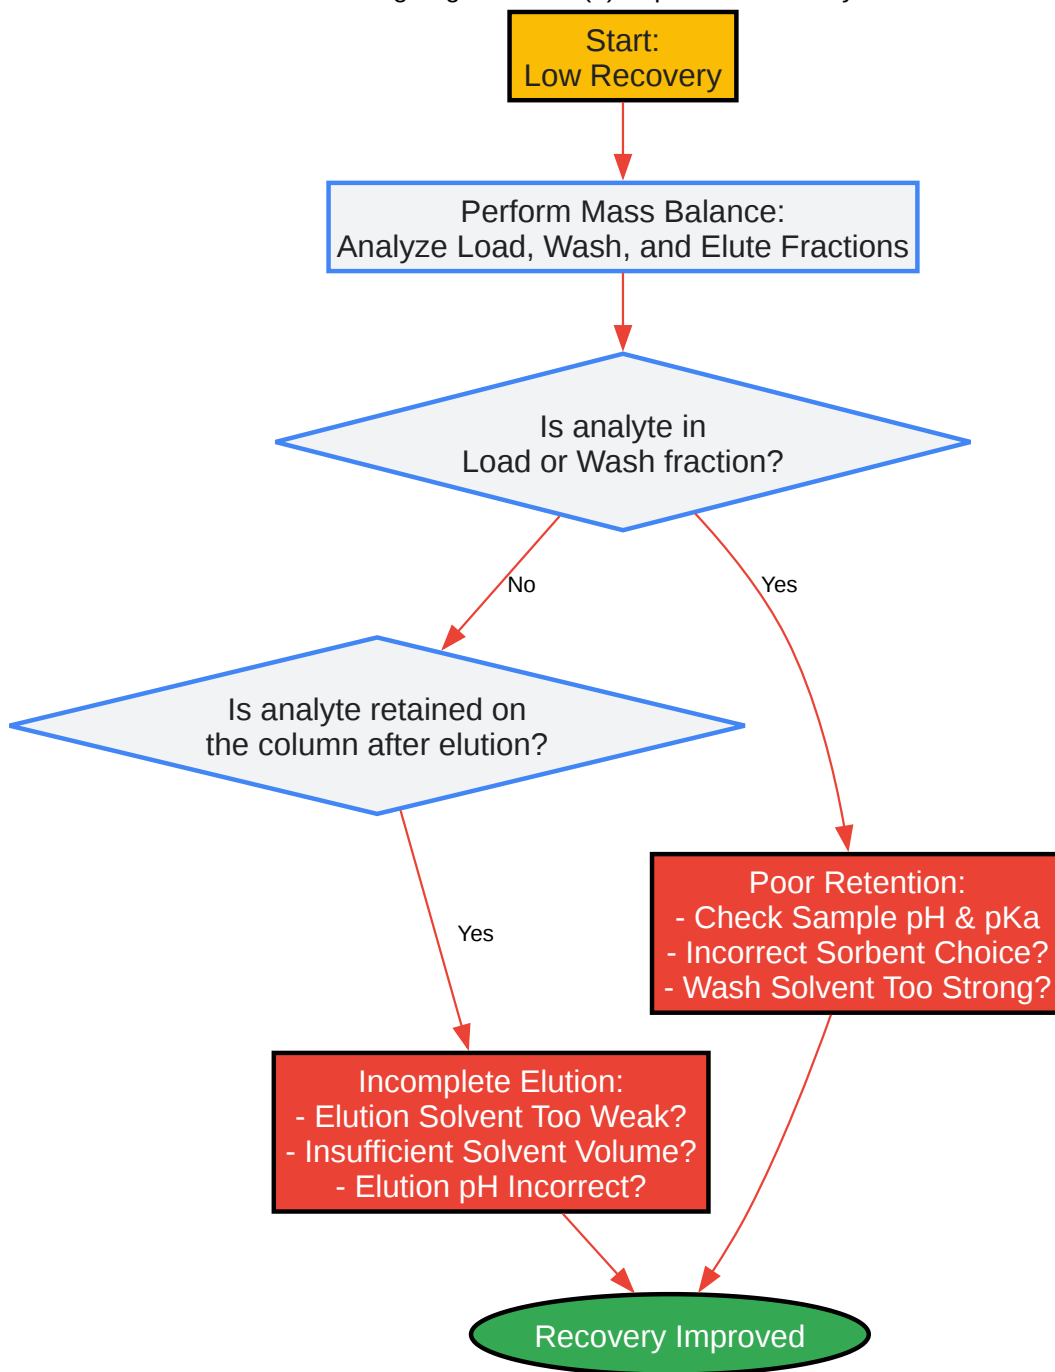 Start:
Low Recovery
Perform Mass Balance:
Analyze Load, Wash, and Elute Fractions
Is analyte in
Load or Wash fraction?
No
Yes
Is analyte retained on
the column after elution?
Poor Retention:
- Check Sample pH & pKa
- Incorrect Sorbent Choice?
- Wash Solvent Too Strong?
Yes
Incomplete Elution:
- Elution Solvent Too Weak?
- Insufficient Solvent Volume?
- Elution pH Incorrect?
Recovery Improved